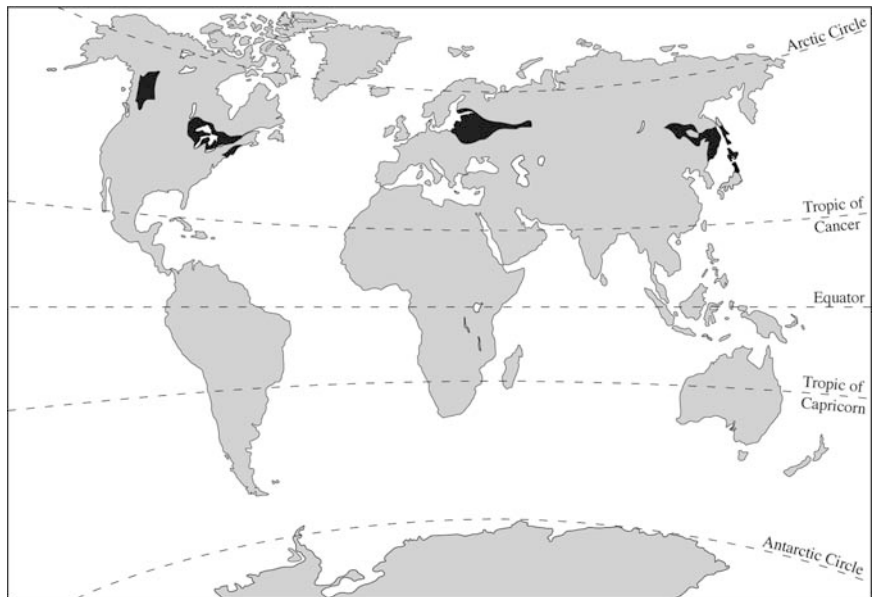 Arctic Circle
Tropic of
Cancer
Equator
Tropic of
Capricorn
Antarctic Circle